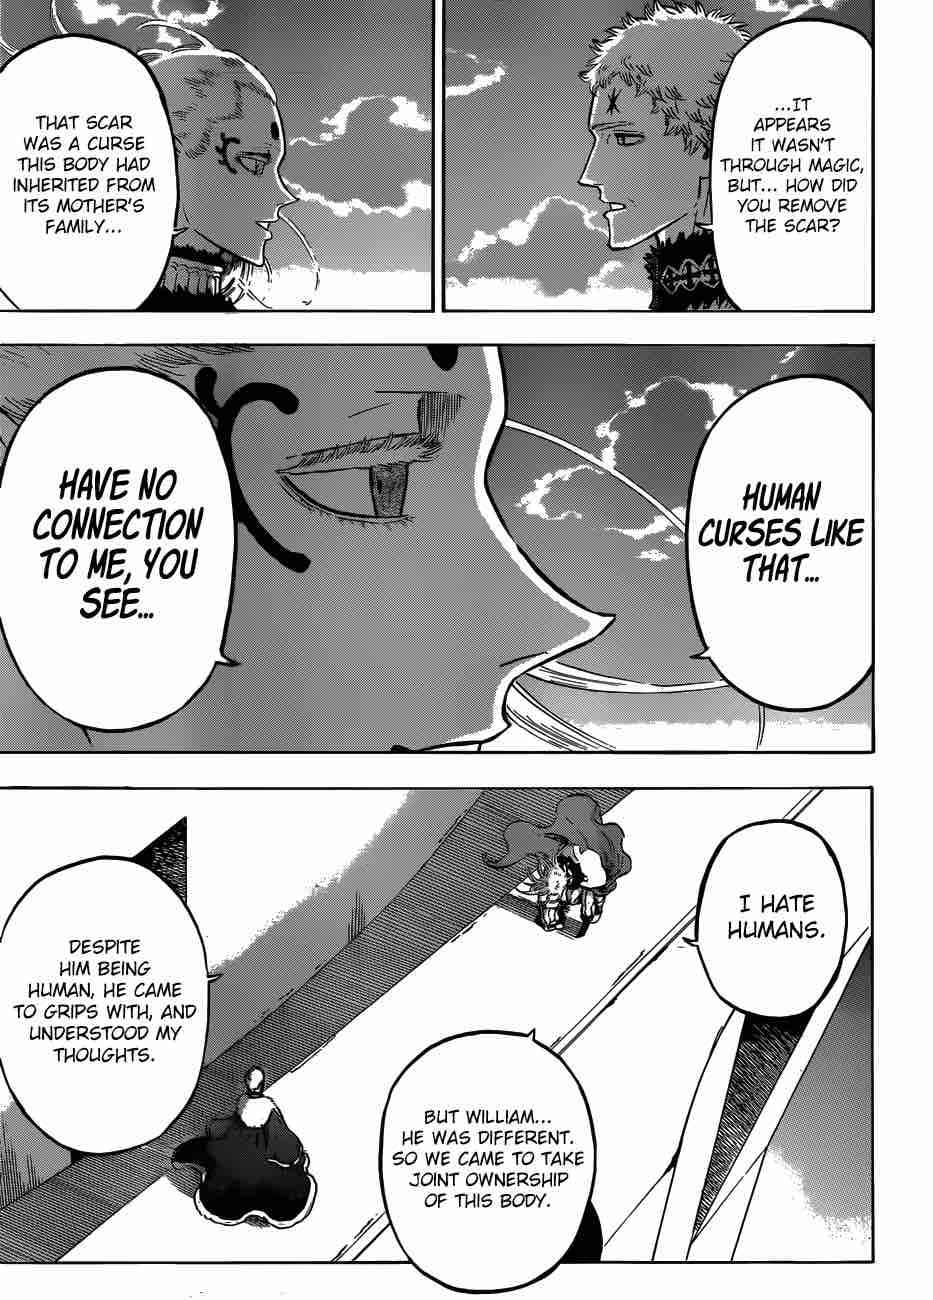 ...IT
APPEARS
IT WASN'T
THROUGH MAGIC,
BUT... HOW DID
YOU REMOVE
THE SCAR?
THAT SCAR
WAS A CURSE
THIS BODY HAD
INHERITED FROM
ITS MOTHER'S
FAMILY...
HUMAN
CURSES LIKE
THAT...
HAVE NO
CONNECTION
TO ME, YOU
SEE...
I HATE
HUMANS.
BUT WILLIAM...
HE WAS DIFFERENT.
SO WE CAME TO TAKE
JOINT OWNERSHIP
OF THIS BODY.
DESPITE
HIM BEING
HUMAN, HE CAME
TO GRIPS WITH, AND
UNDERSTOOD MY
THOUGHTS.